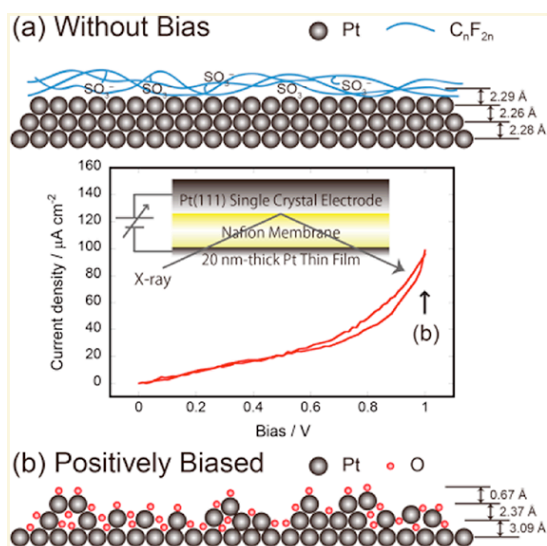 (a) Without Bias
Pt
CₙF₂ₙ
SO₃⁻
SO₃⁻
SO₃⁻
SO₃⁻
SO₃⁻
2.29 Å
2.26 Å
2.28 Å
160
140
120
100
80
60
40
20
0
Current density / μA cm⁻²
Pt(111) Single Crystal Electrode
Nafion Membrane
20 nm-thick Pt Thin Film
X-ray
(b)
0
0.2
0.4
0.6
0.8
1
Bias / V
(b) Positively Biased
Pt
O
0.67 Å
2.37 Å
3.09 Å